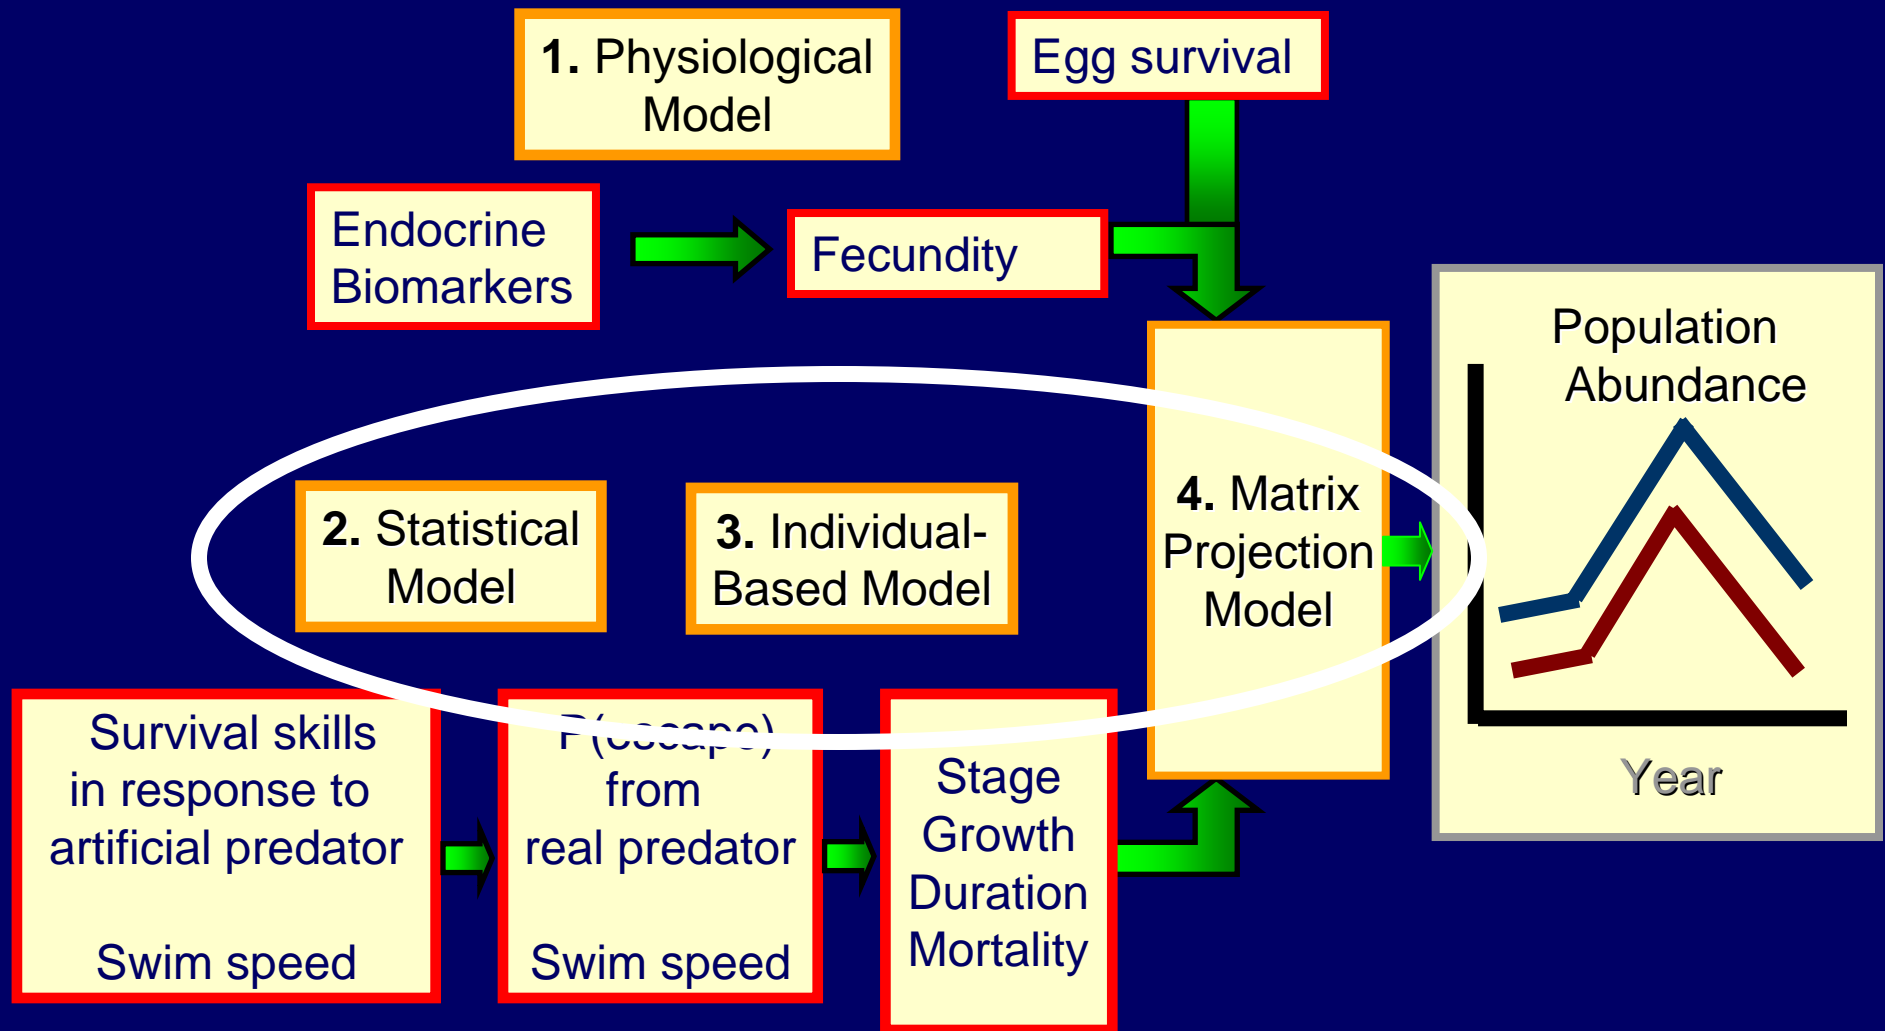 1. Physiological
Model
Egg survival
Endocrine
Biomarkers
Fecundity
Population
Abundance
2. Statistical
Model
3. Individual-
Based Model
4. Matrix
Projection
Model
Year
Survival skills
in response to
artificial predator
Swim speed
P(escape)
from
real predator
Swim speed
Stage
Growth
Duration
Mortality